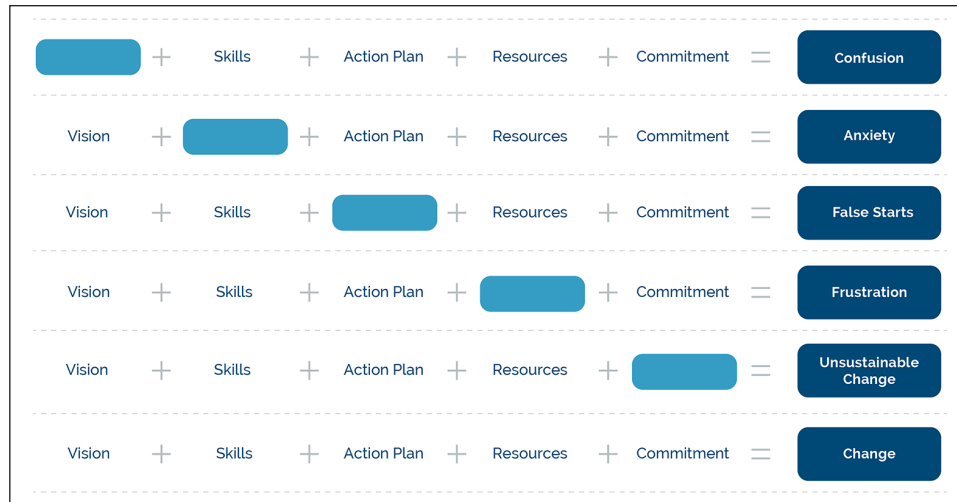 + Skills + Action Plan + Resources + Commitment = Confusion
Vision + + Action Plan + Resources + Commitment = Anxiety
Vision + Skills + + Resources + Commitment = False Starts
Vision + Skills + Action Plan + + Commitment = Frustration
Vision + Skills + Action Plan + Resources + = Unsustainable
Change
Vision + Skills + Action Plan + Resources + Commitment = Change